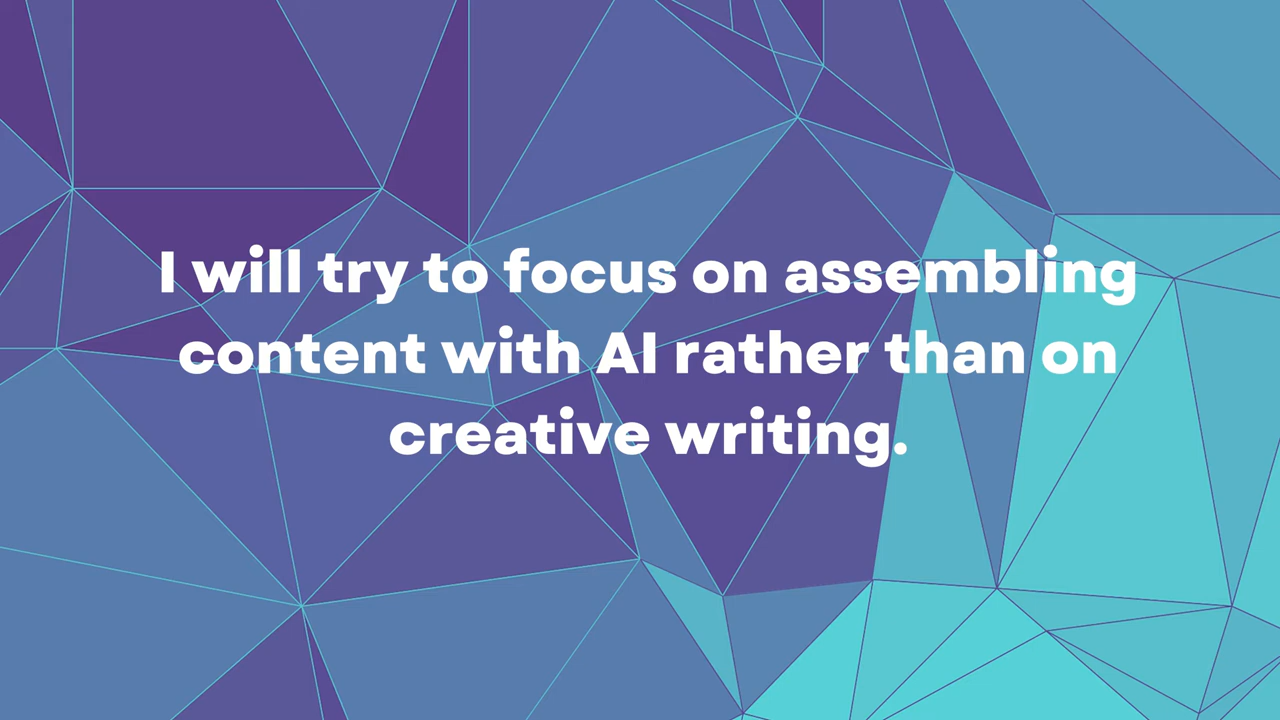 I will try to focus on assembling
content with AI rather than on
creative writing.